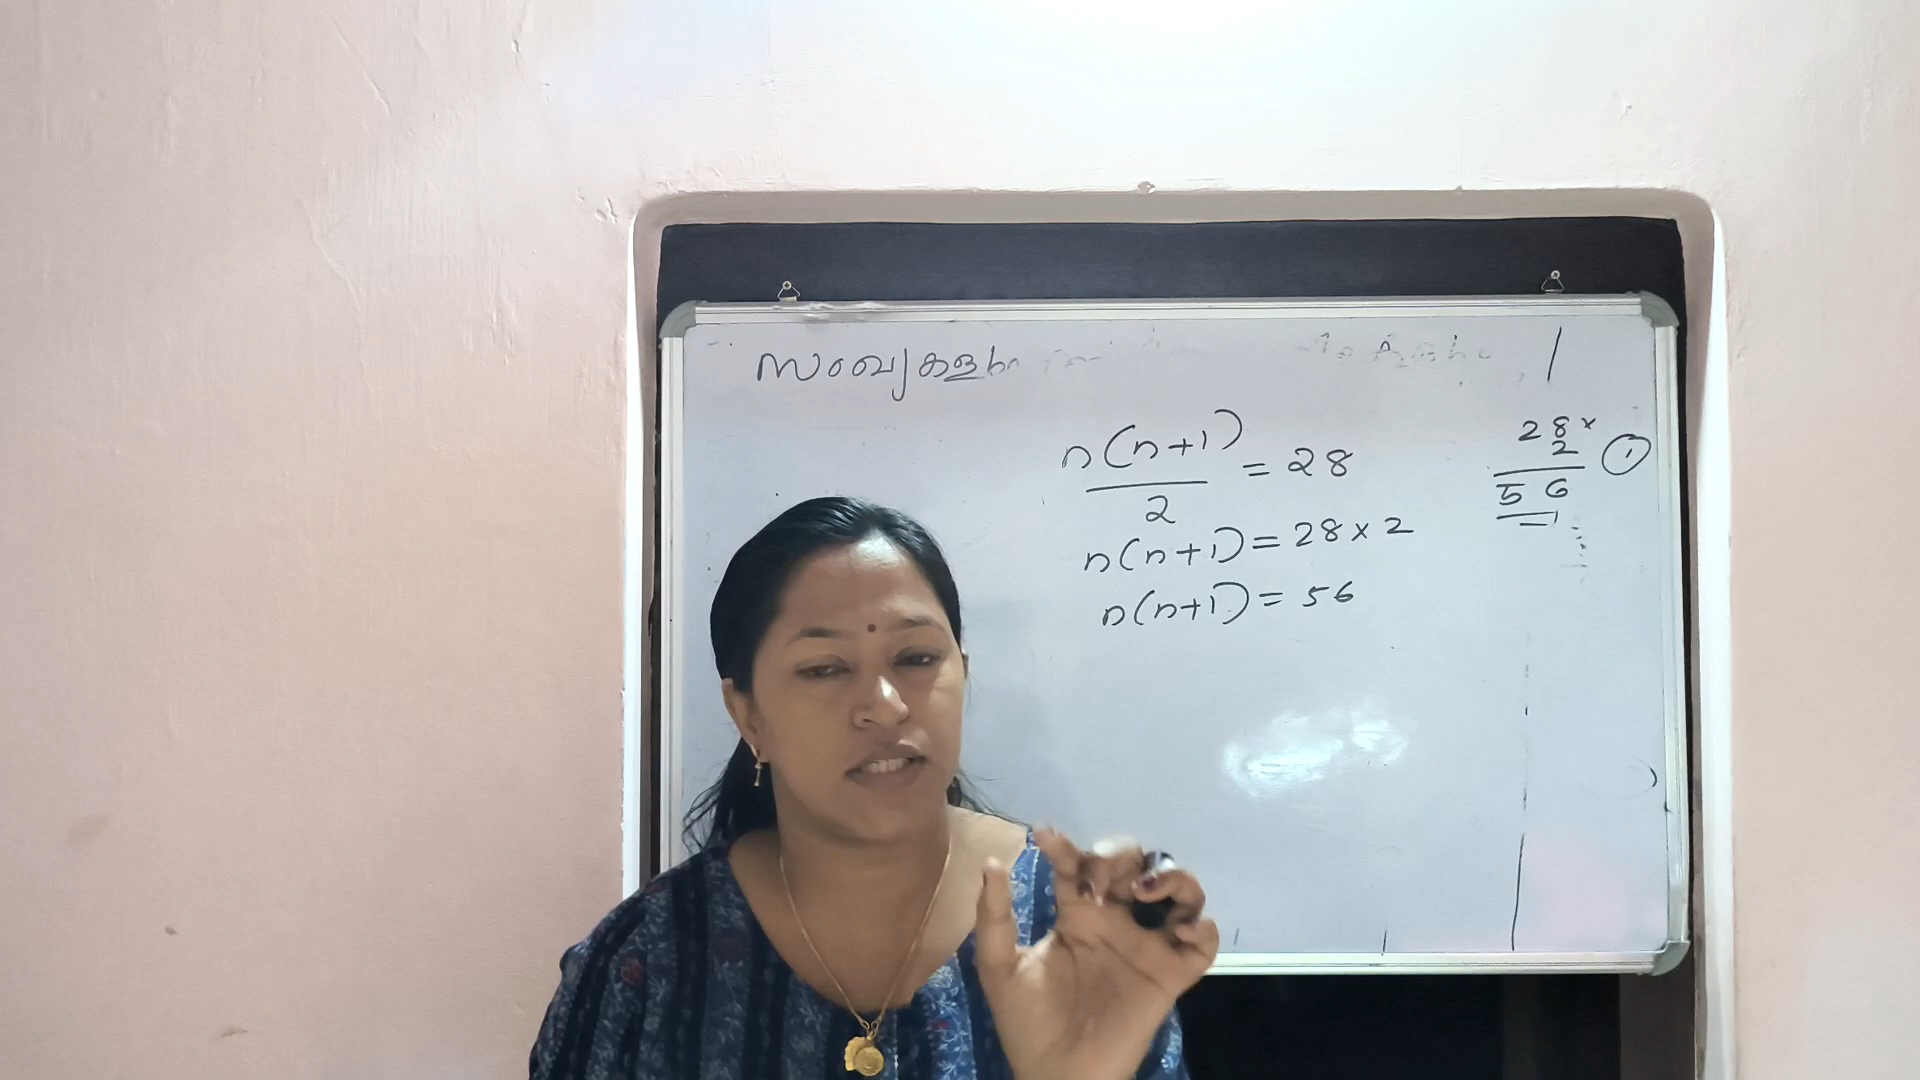 സംഖ്യകളു
n(n+1)/2 = 28
n(n+1) = 28 × 2
n(n+1) = 56
28 ×
2
56
1